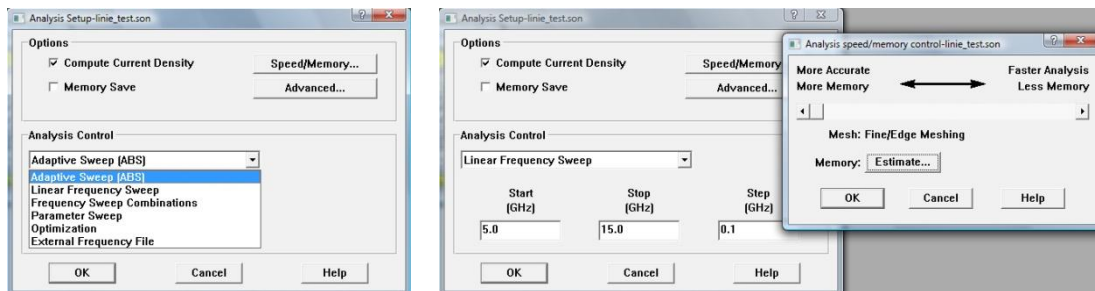 Analysis Setup-linie_test.son
Options
Compute Current Density
Speed/Memory...
Memory Save
Advanced...
Analysis Control
Adaptive Sweep (ABS)
Adaptive Sweep (ABS)
Linear Frequency Sweep
Frequency Sweep Combinations
Parameter Sweep
Optimization
External Frequency File
OK Cancel Help
Analysis Setup-linie_test.son
Options
Compute Current Density
Speed/Memory
Memory Save
Advanced...
Analysis Control
Linear Frequency Sweep
Start Stop Step
(GHz) (GHz) (GHz)
5.0 15.0 0.1
OK Cancel Help
Analysis speed/memory control-linie_test.son
More Accurate Faster Analysis
More Memory Less Memory
Mesh: Fine/Edge Meshing
Memory: Estimate...
OK Cancel Help